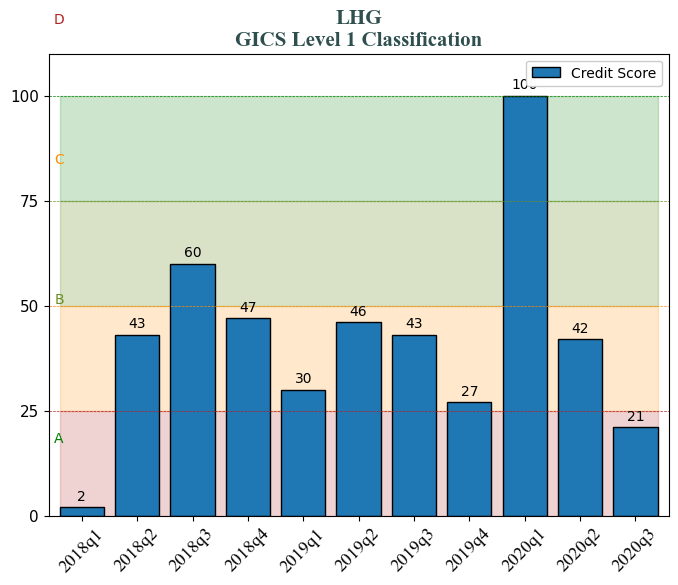 D
LHG
GICS Level 1 Classification
Credit Score
100
100
C
75
60
B
50
47
46
43
43
42
30
27
25
21
A
2
0
2018q1
2018q2
2018q3
2018q4
2019q1
2019q2
2019q3
2019q4
2020q1
2020q2
2020q3